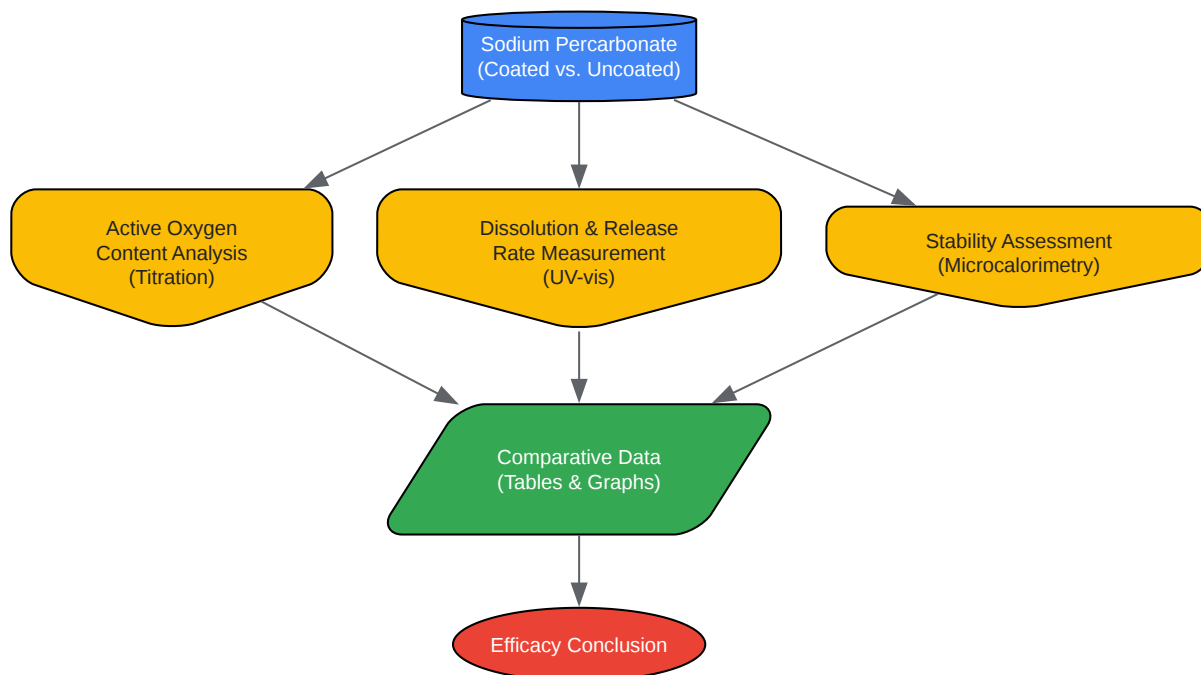 Sodium Percarbonate
(Coated vs. Uncoated)
Active Oxygen
Content Analysis
(Titration)
Dissolution & Release
Rate Measurement
(UV-vis)
Stability Assessment
(Microcalorimetry)
Comparative Data
(Tables & Graphs)
Efficacy Conclusion